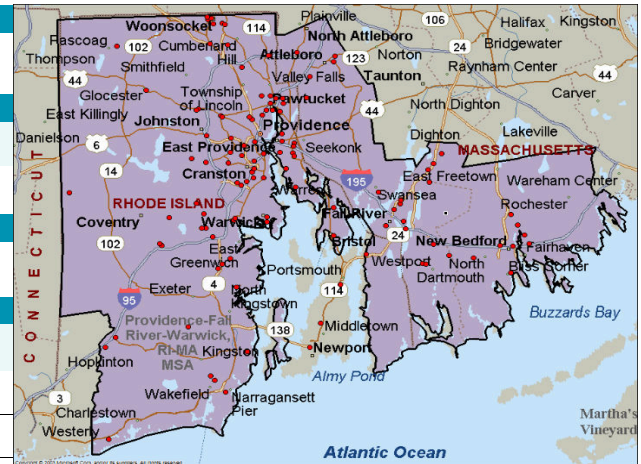 Plainville
Woonsocket
114
106
Halifax
Kingston
Rascoag
102
Cumberland
Hill
North Attleboro
Bridgewater
Thompson
Smithfield
Attleboro
123
Norton
24
Raynham Center
44
Valley Falls
Taunton
44
Glocester
Township
of Lincoln
Pawtucket
44
North Dighton
Carver
East Killingly
Johnston
Providence
Danielson
6
Dighton
Lakeville
East Providence
Seekonk
MASSACHUSETTS
14
Cranston
195
East Freetown
Wareham Center
Warren
Swansea
Rochester
RHODE ISLAND
Coventry
Warwick
Fall River
24
102
East
Greenwich
Bristol
New Bedford
Fairhaven
Portsmouth
Westport
North
Dartmouth
Bliss Corner
CONNECTICUT
Exeter
4
North
Kingstown
114
95
Buzzards Bay
Providence-Fall
River-Warwick,
RI-MA
MSA
138
Middletown
Hopkinton
Kingston
Newport
Almy Pond
Wakefield
3
Narragansett
Pier
Charlestown
Westerly
Martha's
Vineyard
Atlantic Ocean